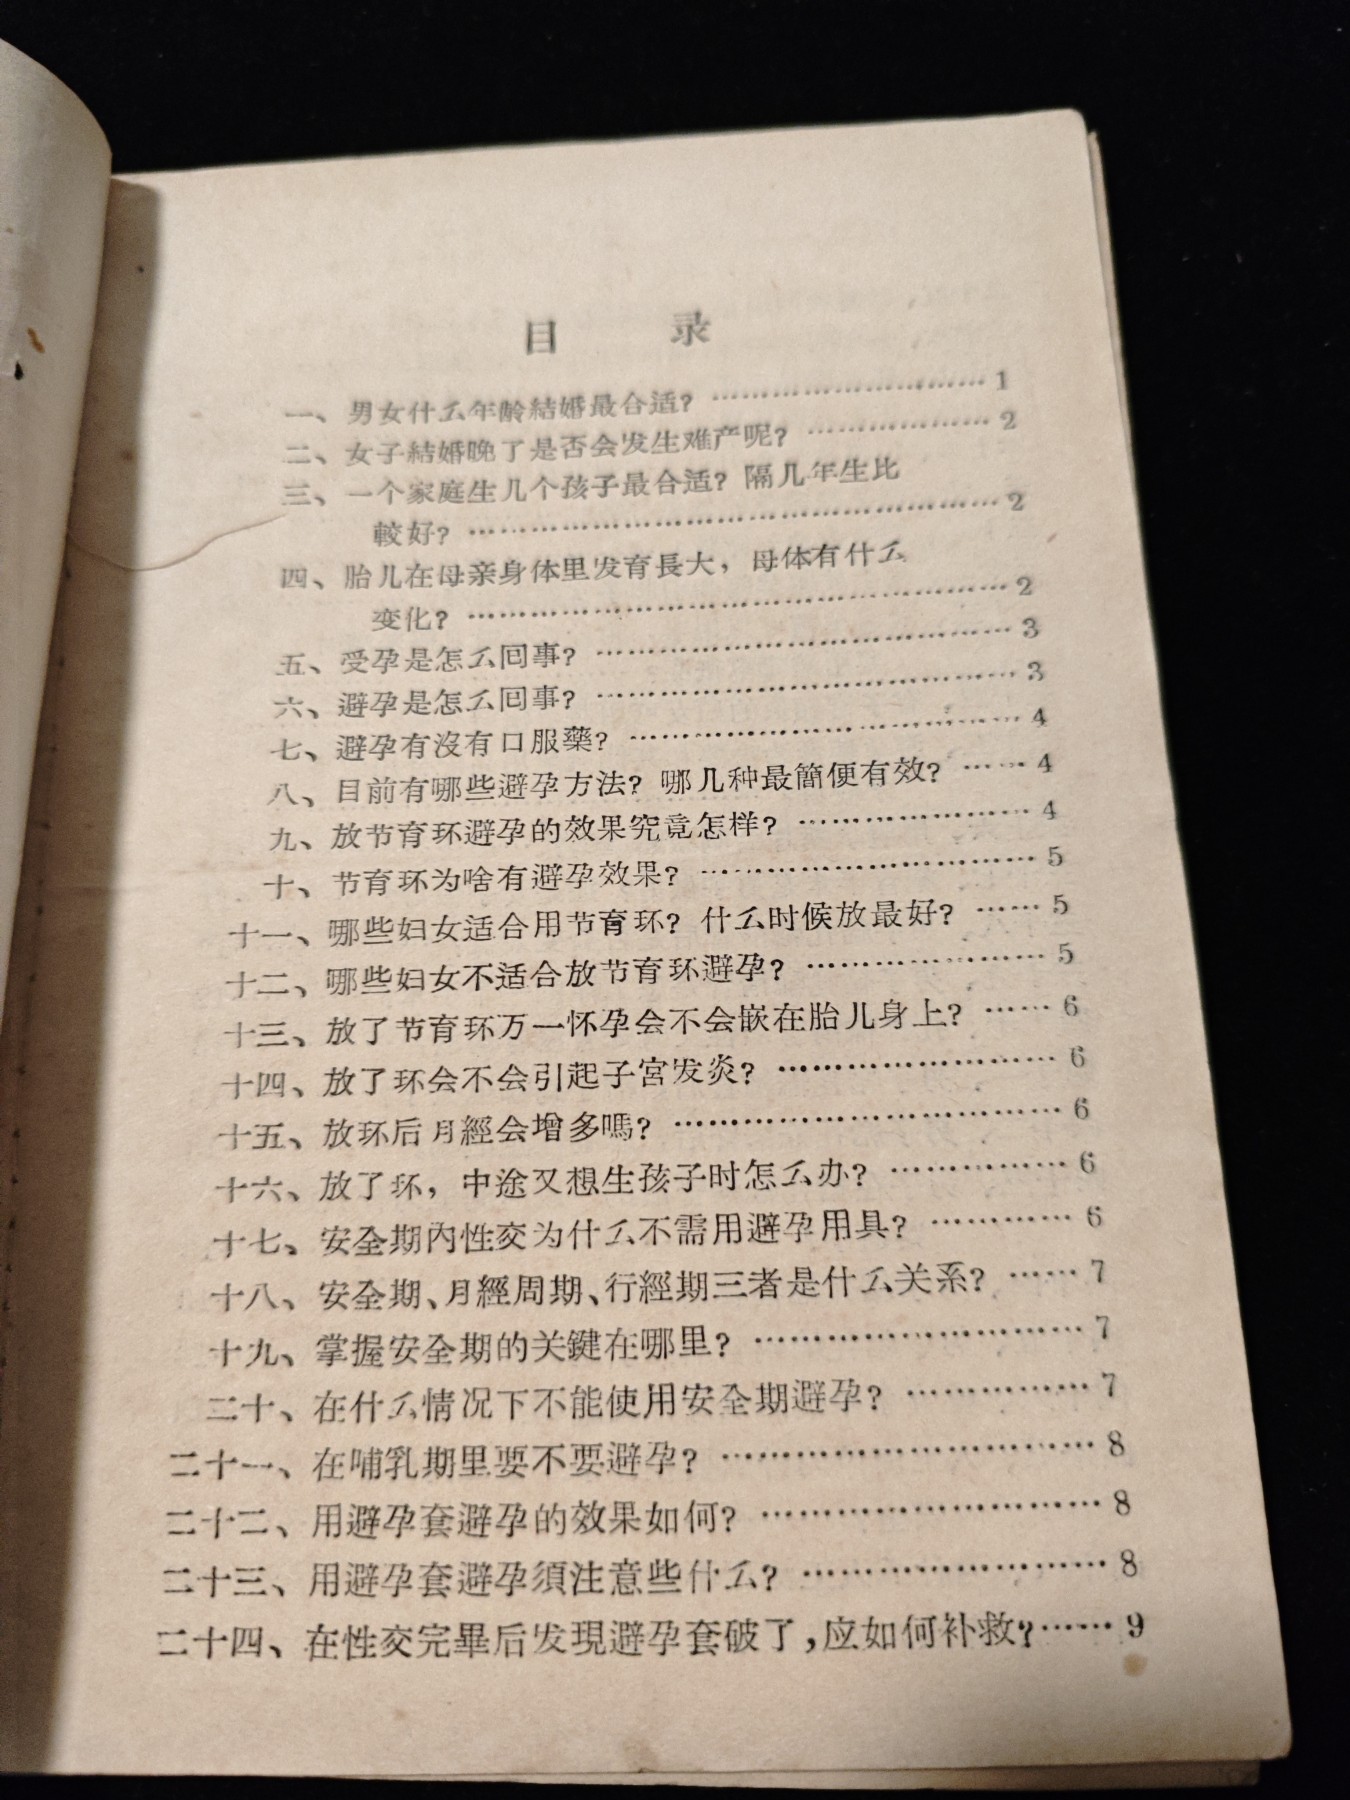 目 录
一、男女什么年龄結婚最合适? ………………………… 1
二、女子結婚晚了是否会发生难产呢? ………………… 2
三、一个家庭生几个孩子最合适? 隔几年生比
較好? ……………………………………………………… 2
四、胎儿在母亲身体里发育長大，母体有什么
变化? ……………………………………………………… 2
五、受孕是怎么囘事? …………………………………… 3
六、避孕是怎么囘事? …………………………………… 3
七、避孕有沒有口服藥? ………………………………… 4
八、目前有哪些避孕方法? 哪几种最簡便有效? …… 4
九、放节育环避孕的效果究竟怎样? …………………… 4
十、节育环为啥有避孕效果? …………………………… 5
十一、哪些妇女适合用节育环? 什么时候放最好? …… 5
十二、哪些妇女不适合放节育环避孕? ………………… 5
十三、放了节育环万一怀孕会不会嵌在胎儿身上? …… 6
十四、放了环会不会引起子宮发炎? …………………… 6
十五、放环后月經会增多嗎? …………………………… 6
十六、放了环，中途又想生孩子时怎么办? …………… 6
十七、安全期內性交为什么不需用避孕用具? ………… 6
十八、安全期、月經周期、行經期三者是什么关系? …… 7
十九、掌握安全期的关鍵在哪里? ……………………… 7
二十、在什么情况下不能使用安全期避孕? …………… 7
二十一、在哺乳期里要不要避孕? ……………………… 8
二十二、用避孕套避孕的效果如何? …………………… 8
二十三、用避孕套避孕須注意些什么? ………………… 8
二十四、在性交完畢后发現避孕套破了，应如何补救? …… 9